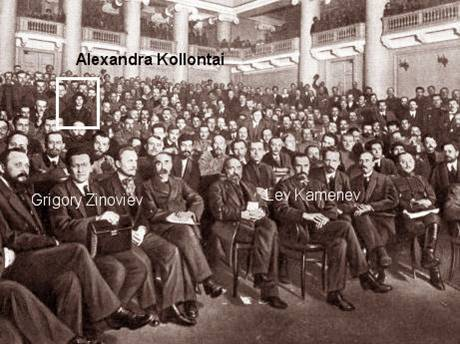 Alexandra Kollontai
Grigory Zinoviev
Lev Kamenev